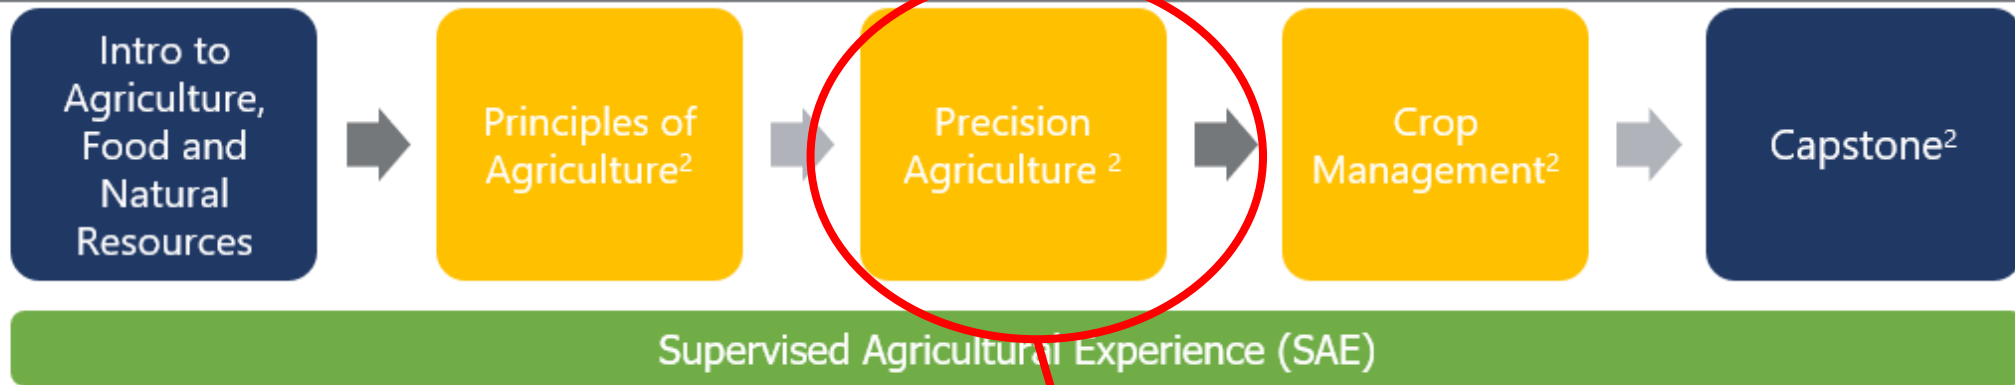 Intro to
Agriculture,
Food and
Natural
Resources
Principles of
Agriculture²
Precision
Agriculture ²
Crop
Management²
Capstone²
Supervised Agricultural Experience (SAE)